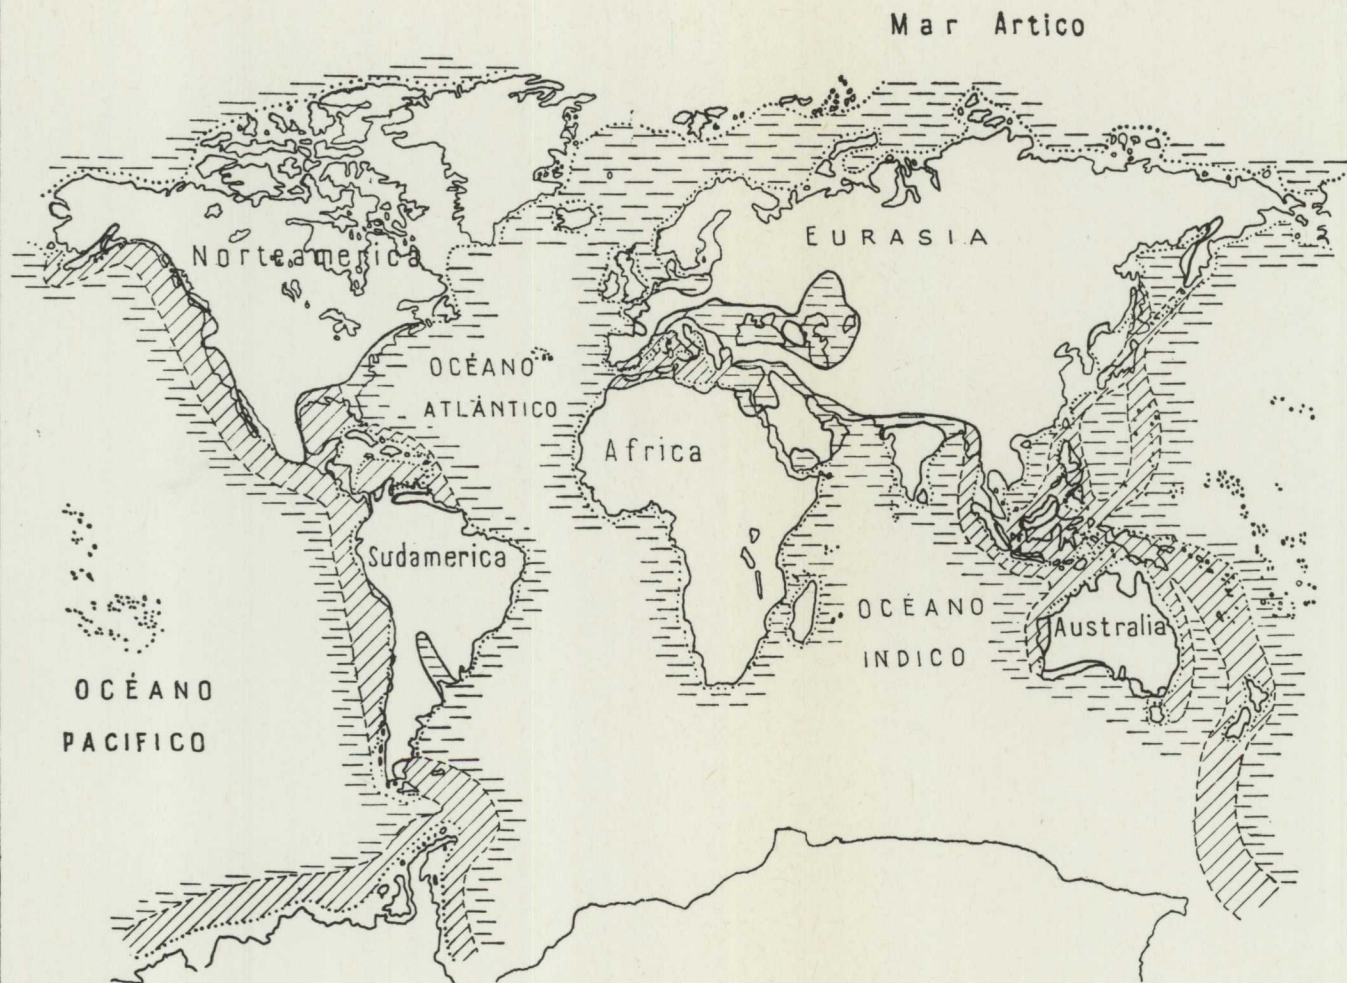 Mar Artico
Norteamerica
EURASIA
OCÉANO
ATLÁNTICO
Africa
Sudamerica
OCÉANO
INDICO
Australia
OCÉANO
PACIFICO